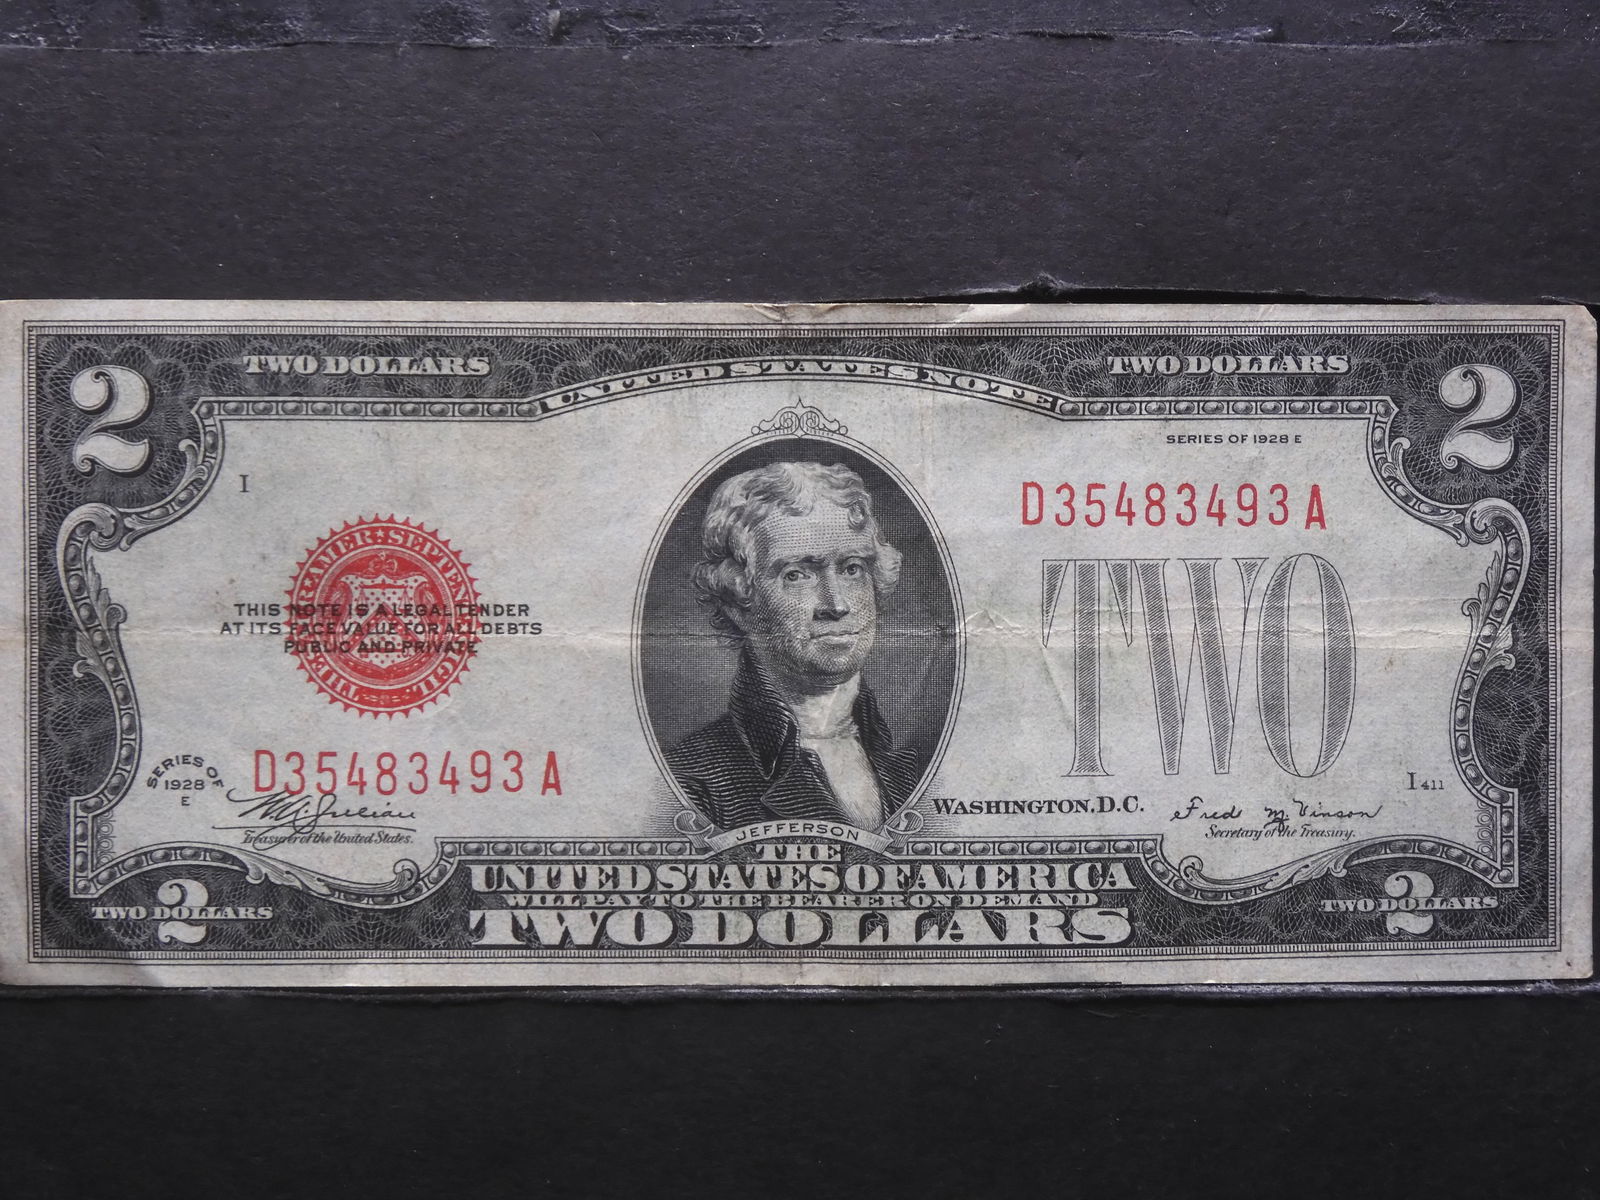 2
TWO DOLLARS
UNITED STATES NOTE
TWO DOLLARS
2
SERIES OF 1928 E
I
D35483493A
THIS NOTE IS A LEGAL TENDER
AT ITS FACE VALUE FOR ALL DEBTS
PUBLIC AND PRIVATE
TWO
SERIES OF
1928
E
D35483493A
W A Julian
Treasurer of the United States.
WASHINGTON, D.C.
I 411
Fred M. Vinson
Secretary of the Treasury.
JEFFERSON
THE
UNITED STATES OF AMERICA
WILL PAY TO THE BEARER ON DEMAND
TWO DOLLARS
2
TWO DOLLARS
2
TWO DOLLARS